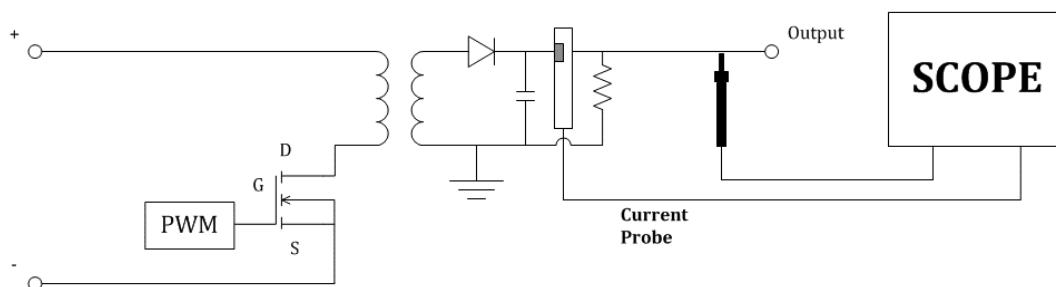 +
Output
SCOPE
D
G
PWM
S
Current
Probe
-